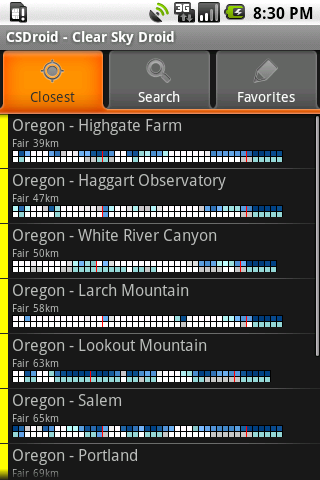 3G
8:30 PM
CSDroid - Clear Sky Droid
Closest
Search
Favorites
Oregon - Highgate Farm
Fair 39km
Oregon - Haggart Observatory
Fair 47km
Oregon - White River Canyon
Fair 50km
Oregon - Larch Mountain
Fair 58km
Oregon - Lookout Mountain
Fair 63km
Oregon - Salem
Fair 65km
Oregon - Portland
Fair 69km